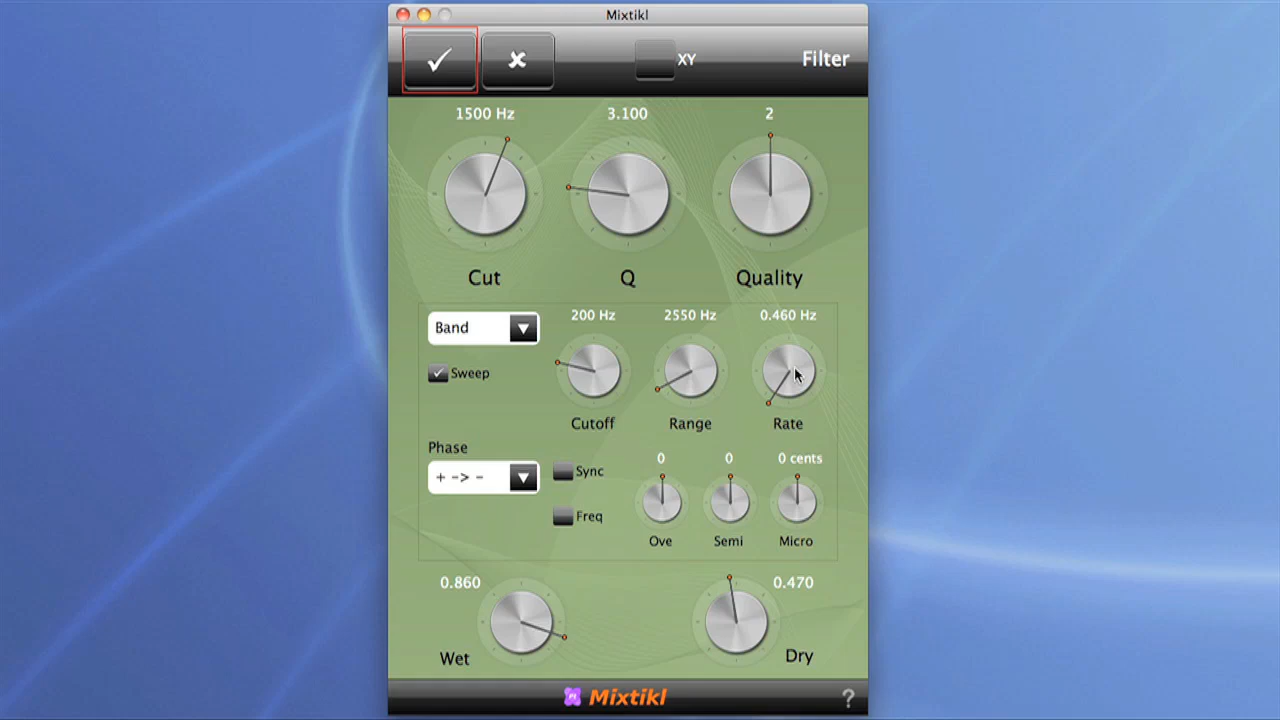 Mixtikl
XY
Filter
1500 Hz
3.100
2
Cut
Q
Quality
Band
200 Hz
2550 Hz
0.460 Hz
Sweep
Cutoff
Range
Rate
Phase
+ -> -
Sync
0
0
0 cents
Freq
Ove
Semi
Micro
0.860
0.470
Wet
Dry
Mixtikl
?